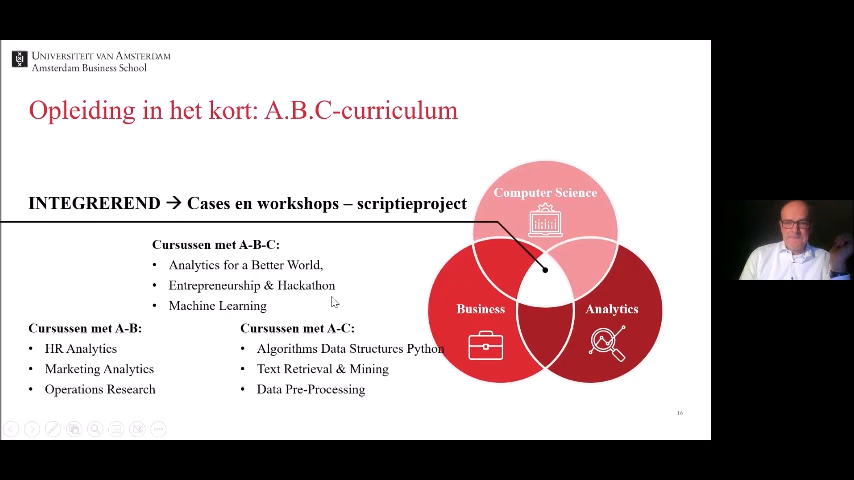 UNIVERSITEIT VAN AMSTERDAM
Amsterdam Business School
Opleiding in het kort: A.B.C-curriculum
INTEGREREND → Cases en workshops – scriptieproject
Cursussen met A-B-C:
• Analytics for a Better World,
• Entrepreneurship & Hackathon
• Machine Learning
Cursussen met A-B:
• HR Analytics
• Marketing Analytics
• Operations Research
Cursussen met A-C:
• Algorithms Data Structures Python
• Text Retrieval & Mining
• Data Pre-Processing
Computer Science
Business
Analytics
16